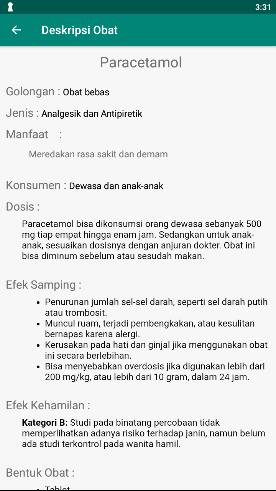 3:31
Deskripsi Obat
Paracetamol
Golongan : Obat bebas
Jenis : Analgesik dan Antipiretik
Manfaat :
Meredakan rasa sakit dan demam
Konsumen : Dewasa dan anak-anak
Dosis :
Paracetamol bisa dikonsumsi orang dewasa sebanyak 500
mg tiap empat hingga enam jam. Sedangkan untuk anak-
anak, sesuaikan dosisnya dengan anjuran dokter. Obat ini
bisa diminum sebelum atau sesudah makan.
Efek Samping :
• Penurunan jumlah sel-sel darah, seperti sel darah putih
atau trombosit.
• Muncul ruam, terjadi pembengkakan, atau kesulitan
bernapas karena alergi.
• Kerusakan pada hati dan ginjal jika menggunakan obat
ini secara berlebihan.
• Bisa menyebabkan overdosis jika digunakan lebih dari
200 mg/kg, atau lebih dari 10 gram, dalam 24 jam.
Efek Kehamilan :
Kategori B: Studi pada binatang percobaan tidak
memperlihatkan adanya risiko terhadap janin, namun belum
ada studi terkontrol pada wanita hamil.
Bentuk Obat :
• Tablet